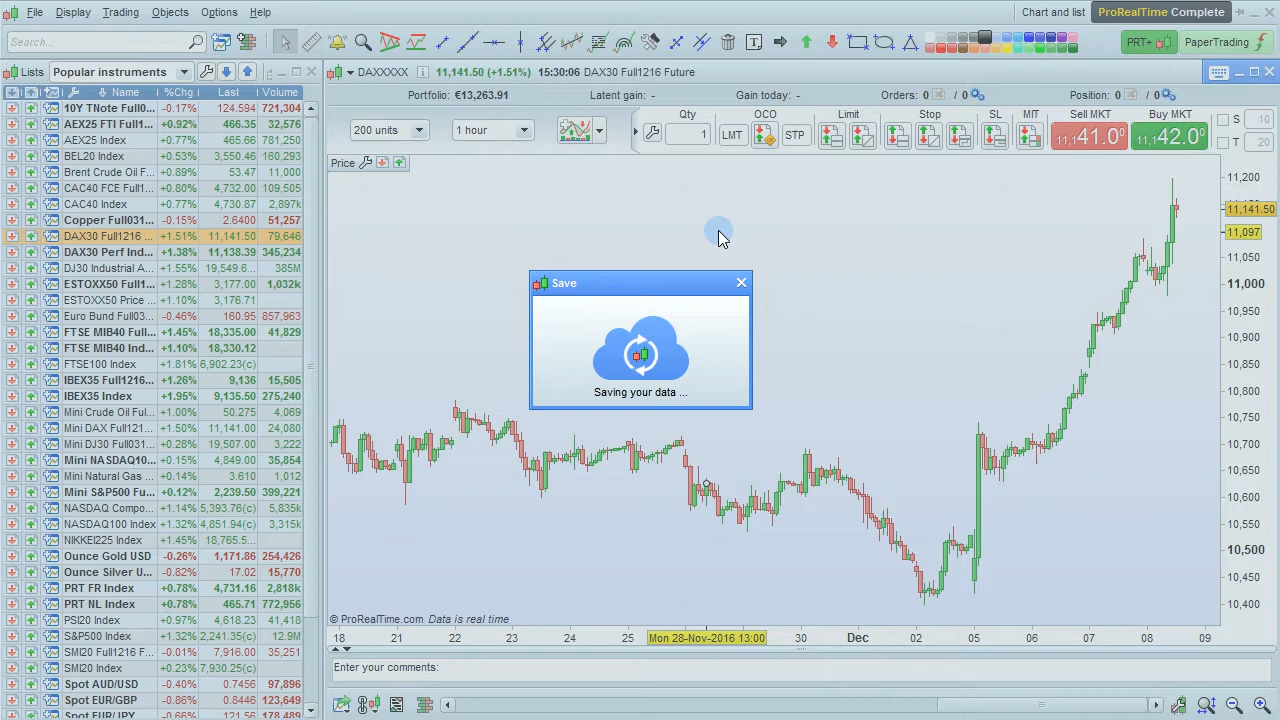 File Display Trading Objects Options Help
Chart and list ProRealTime Complete
Search...
PRT+ PaperTrading
Lists Popular instruments
DAXXXXX 11,141.50 (+1.51%) 15:30:06 DAX30 Full1216 Future
Name %Chg Last Volume
Portfolio: €13,263.91 Latent gain: - Gain today: - Orders: 0 / 0 Position: 0 / 0
200 units 1 hour
Qty OCO Limit Stop SL MIT Sell MKT Buy MKT
1 LMT STP 11,141.0⁰ 11,142.0⁰
S 10
T 20
Price
10Y TNote Full0... -0.17% 124.594 721,304
AEX25 FTI Full1... +0.92% 466.35 32,576
AEX25 Index +0.77% 465.66 781,250
BEL20 Index +0.53% 3,550.46 160,293
Brent Crude Oil F... +0.89% 53.47 11,000
CAC40 FCE Full1... +0.80% 4,732.00 109,505
CAC40 Index +0.77% 4,730.87 2,897k
Copper Full031... -0.15% 2.6400 51,257
DAX30 Full1216 ... +1.51% 11,141.50 79,646
DAX30 Perf Ind... +1.38% 11,138.39 345,234
DJ30 Industrial A... +1.55% 19,549.6... 385M
ESTOXX50 Full... +1.28% 3,177.00 1,032k
ESTOXX50 Price ... +1.10% 3,176.71
Euro Bund Full03... -0.46% 160.95 857,963
FTSE MIB40 Full... +1.45% 18,335.00 41,829
FTSE MIB40 Ind... +1.10% 18,330.12
FTSE100 Index +1.81% 6,902.23(c)
IBEX35 Full1216... +1.26% 9,136 15,505
IBEX35 Index +1.95% 9,135.50 275,240
Mini Crude Oil Ful... +1.00% 50.275 4,069
Mini DAX Full121... +1.50% 11,141.00 24,080
Mini DJ30 Full031... +0.28% 19,507.00 3,222
Mini NASDAQ10... +0.15% 4,849.00 35,854
Mini Natural Gas ... +0.14% 3.610 1,012
Mini S&P500 Fu... +0.12% 2,239.50 399,221
NASDAQ Compo... +1.14% 5,393.76(c) 5,835k
NASDAQ100 Index +1.32% 4,851.94(c) 3,315k
NIKKEI225 Index +1.45% 18,765.5...
Ounce Gold USD -0.26% 1,171.86 254,426
Ounce Silver U... -0.82% 17.02 15,770
PRT FR Index +0.78% 4,731.16 2,818k
PRT NL Index +0.78% 465.71 772,956
PSI20 Index +0.97% 4,618.23 41,418
S&P500 Index +1.32% 2,241.35(c) 12.9M
SMI20 Full1216 F... -0.01% 7,916.00 35,251
SMI20 Index +0.23% 7,930.25(c)
Spot AUD/USD -0.40% 0.7456 97,896
Spot EUR/GBP -0.86% 0.8446 123,649
Spot EUR/JPY -0.66% 121.56 178,489
Save
Saving your data ...
11,200
11,141.50
11,097
11,000
10,950
10,900
10,850
10,800
10,750
10,700
10,650
10,600
10,550
10,500
10,450
10,400
© ProRealTime.com Data is real time
18 21 22 23 24 25 Mon 28-Nov-2016 13:00 30 Dec 02 05 06 07 08 09
Enter your comments: